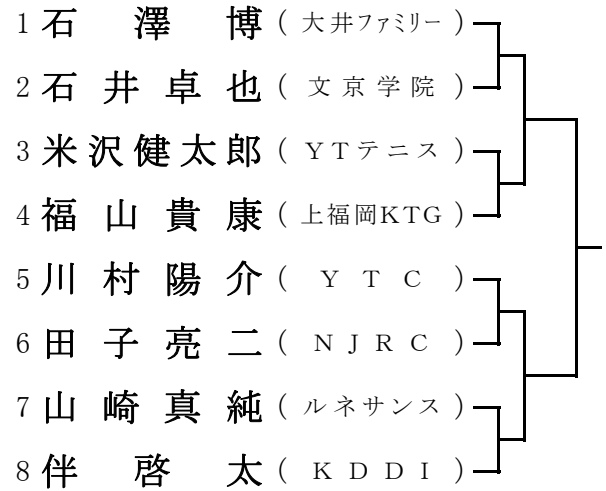 1 石澤博 (大井ファミリー)
2 石井卓也 (文京学院)
3 米沢健太郎 (YTテニス)
4 福山貴康 (上福岡KTG)
5 川村陽介 (YTC)
6 田子亮二 (NJRC)
7 山崎真純 (ルネサンス)
8 伴啓太 (KDDI)